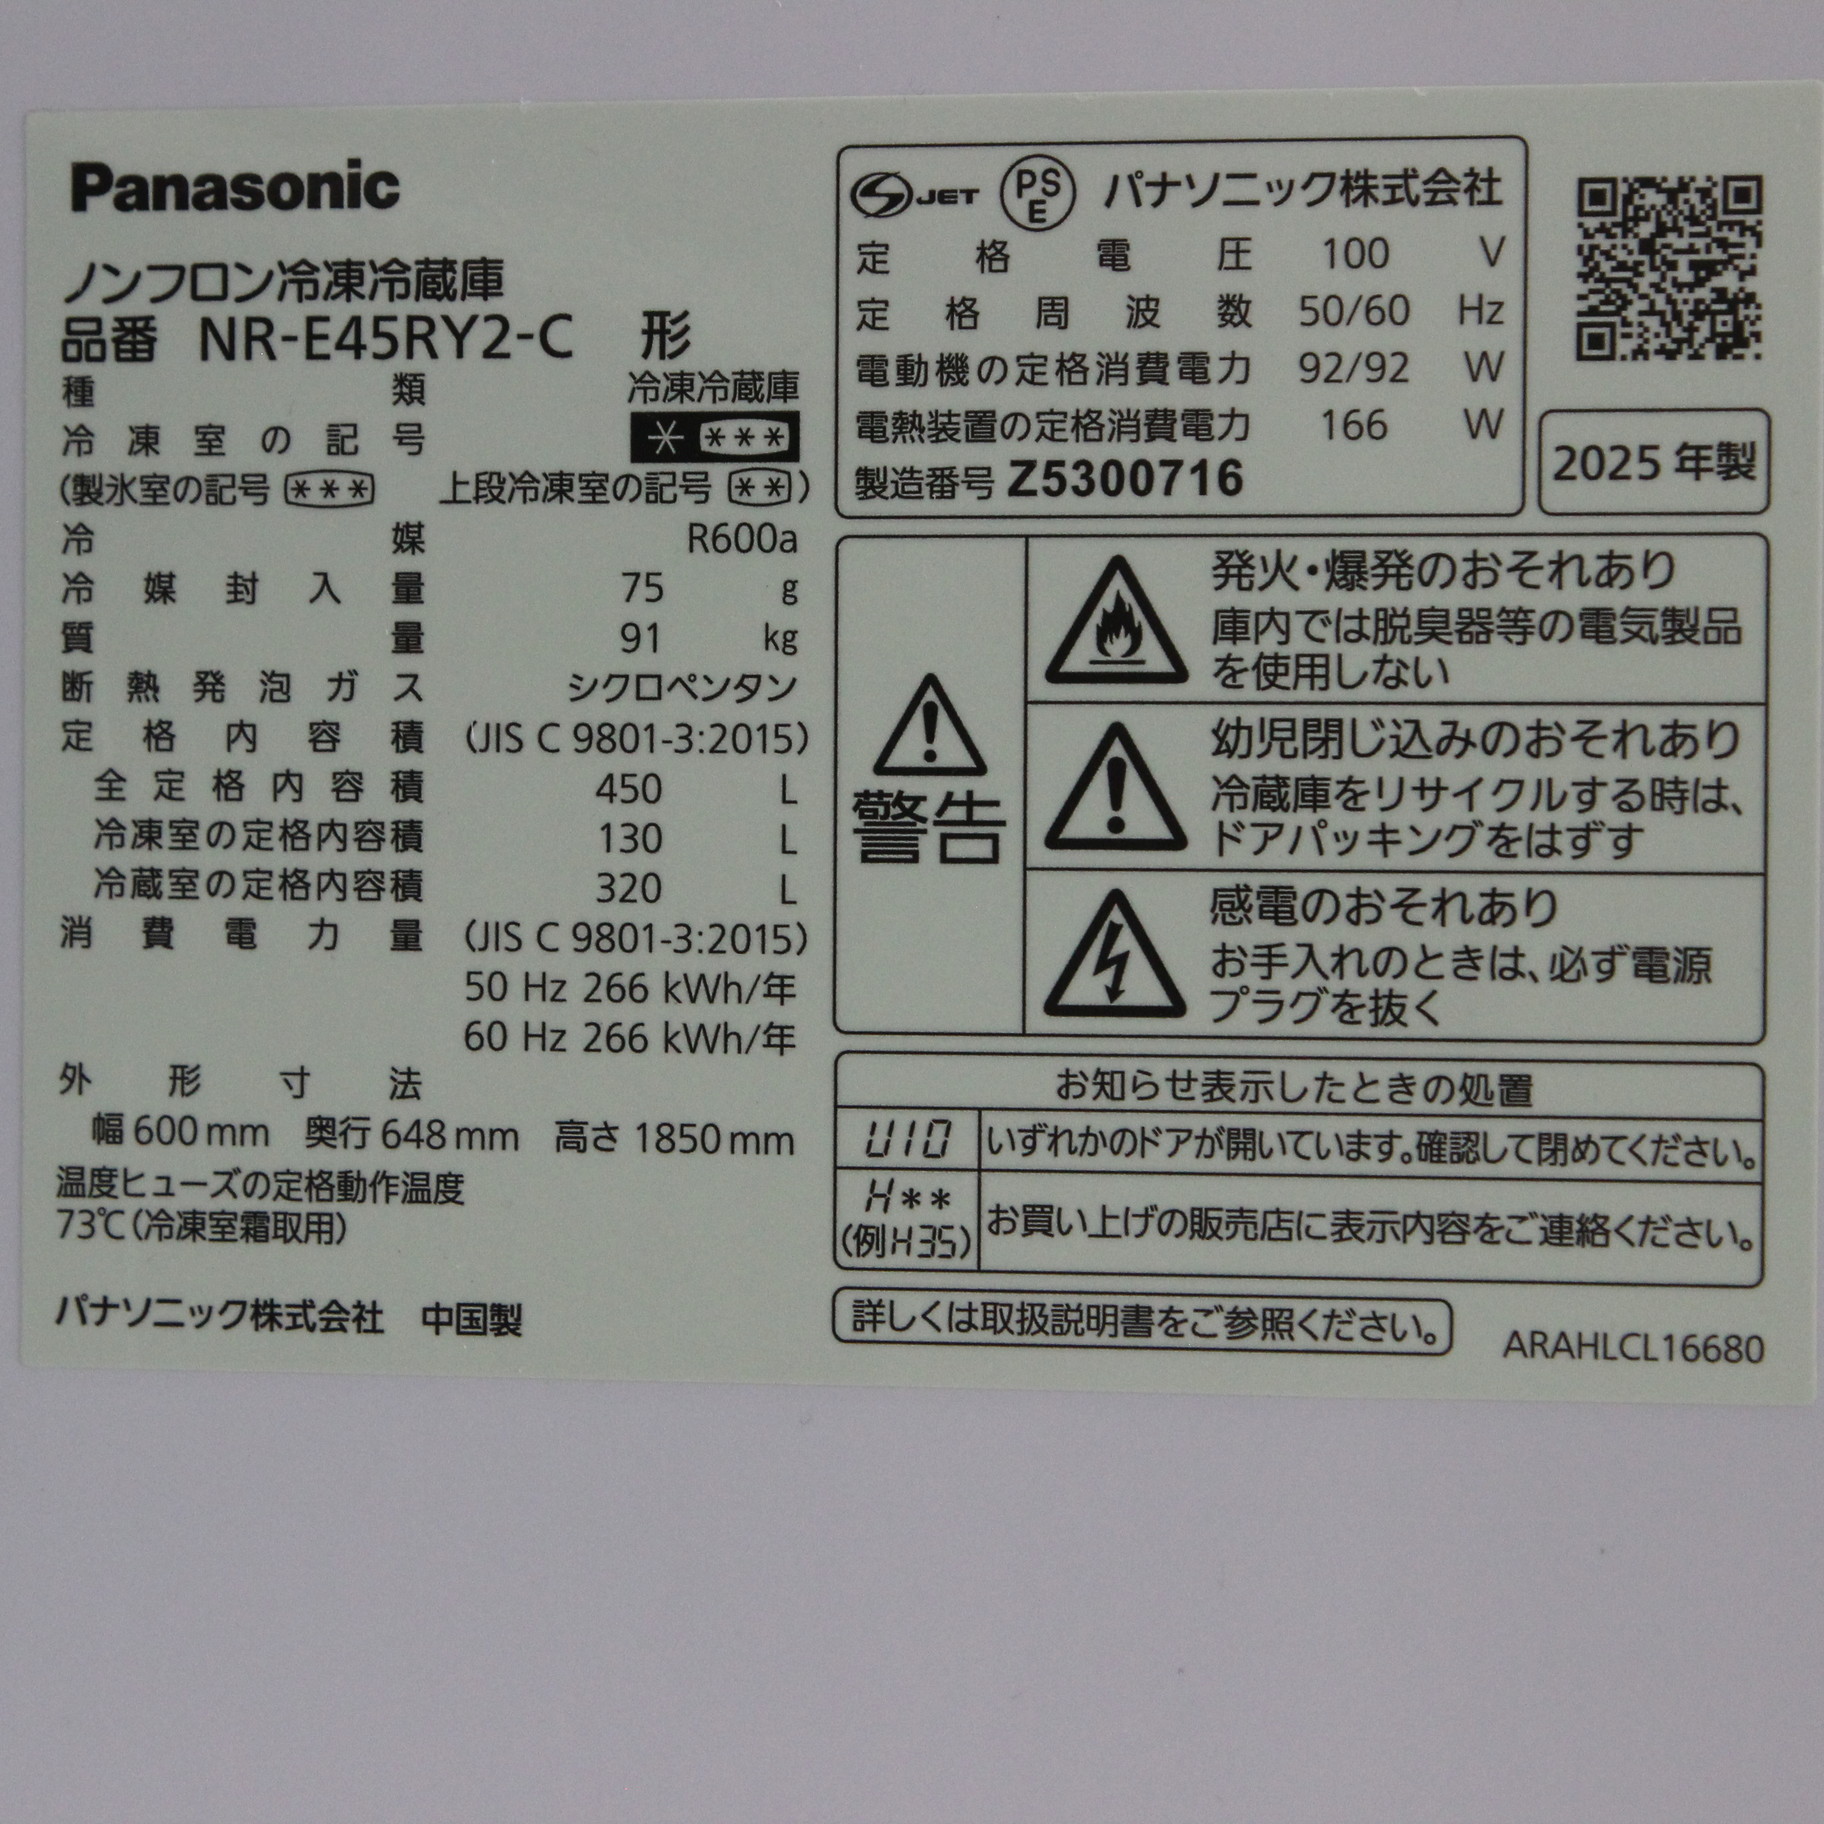 Panasonic
ノンフロン冷凍冷蔵庫
品番 NR-E45RY2-C 形
種類 冷凍冷蔵庫
冷凍室の記号 * ***
(製氷室の記号 *** 上段冷凍室の記号 **)
冷媒 R600a
冷媒封入量 75 g
質量 91 kg
断熱発泡ガス シクロペンタン
定格内容積 (JIS C 9801-3:2015)
全定格内容積 450 L
冷凍室の定格内容積 130 L
冷蔵室の定格内容積 320 L
消費電力量 (JIS C 9801-3:2015)
50 Hz 266 kWh/年
60 Hz 266 kWh/年
外形寸法
幅 600 mm 奥行 648 mm 高さ 1850 mm
温度ヒューズの定格動作温度
73℃(冷凍室霜取用)
パナソニック株式会社 中国製
S JET PSE パナソニック株式会社
定格電圧 100 V
定格周波数 50/60 Hz
電動機の定格消費電力 92/92 W
電熱装置の定格消費電力 166 W
製造番号 Z5300716
2025 年製
警告
発火・爆発のおそれあり
庫内では脱臭器等の電気製品
を使用しない
幼児閉じ込みのおそれあり
冷蔵庫をリサイクルする時は、
ドアパッキングをはずす
感電のおそれあり
お手入れのときは、必ず電源
プラグを抜く
お知らせ表示したときの処置
U10 いずれかのドアが開いています。確認して閉めてください。
H**
(例H35) お買い上げの販売店に表示内容をご連絡ください。
詳しくは取扱説明書をご参照ください。
ARAHLCL16680